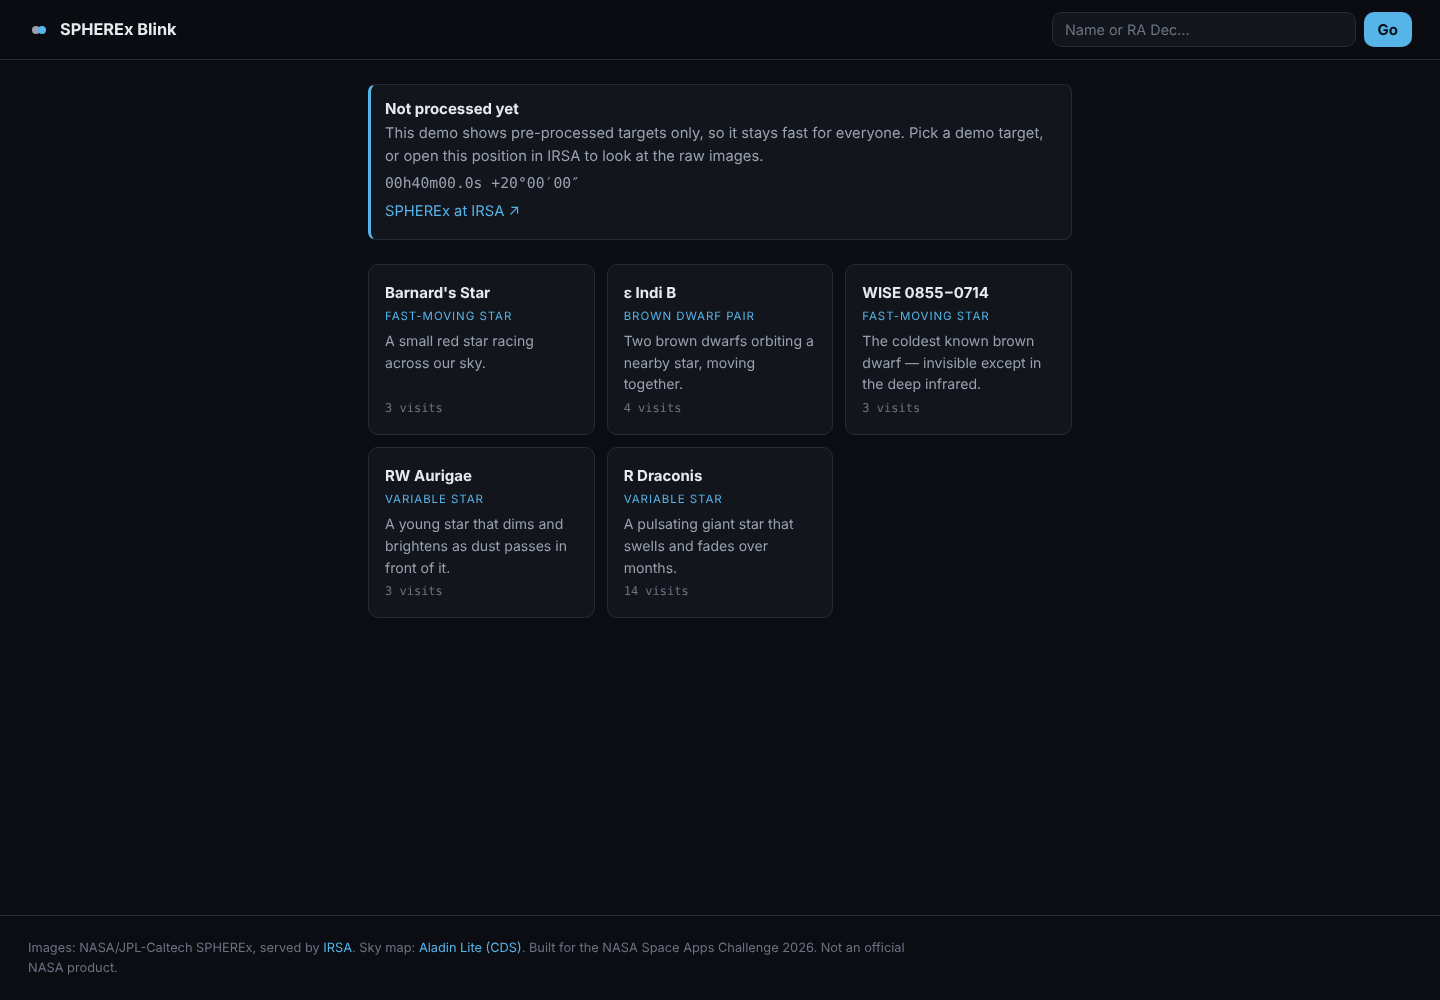 SPHEREx Blink
Name or RA Dec...
Go
Not processed yet
This demo shows pre-processed targets only, so it stays fast for everyone. Pick a demo target,
or open this position in IRSA to look at the raw images.
00h40m00.0s +20°00′00″
SPHEREx at IRSA ↗
Barnard's Star
FAST-MOVING STAR
A small red star racing
across our sky.
3 visits
ε Indi B
BROWN DWARF PAIR
Two brown dwarfs orbiting a
nearby star, moving
together.
4 visits
WISE 0855−0714
FAST-MOVING STAR
The coldest known brown
dwarf — invisible except in
the deep infrared.
3 visits
RW Aurigae
VARIABLE STAR
A young star that dims and
brightens as dust passes in
front of it.
3 visits
R Draconis
VARIABLE STAR
A pulsating giant star that
swells and fades over
months.
14 visits
Images: NASA/JPL-Caltech SPHEREx, served by IRSA. Sky map: Aladin Lite (CDS). Built for the NASA Space Apps Challenge 2026. Not an official
NASA product.